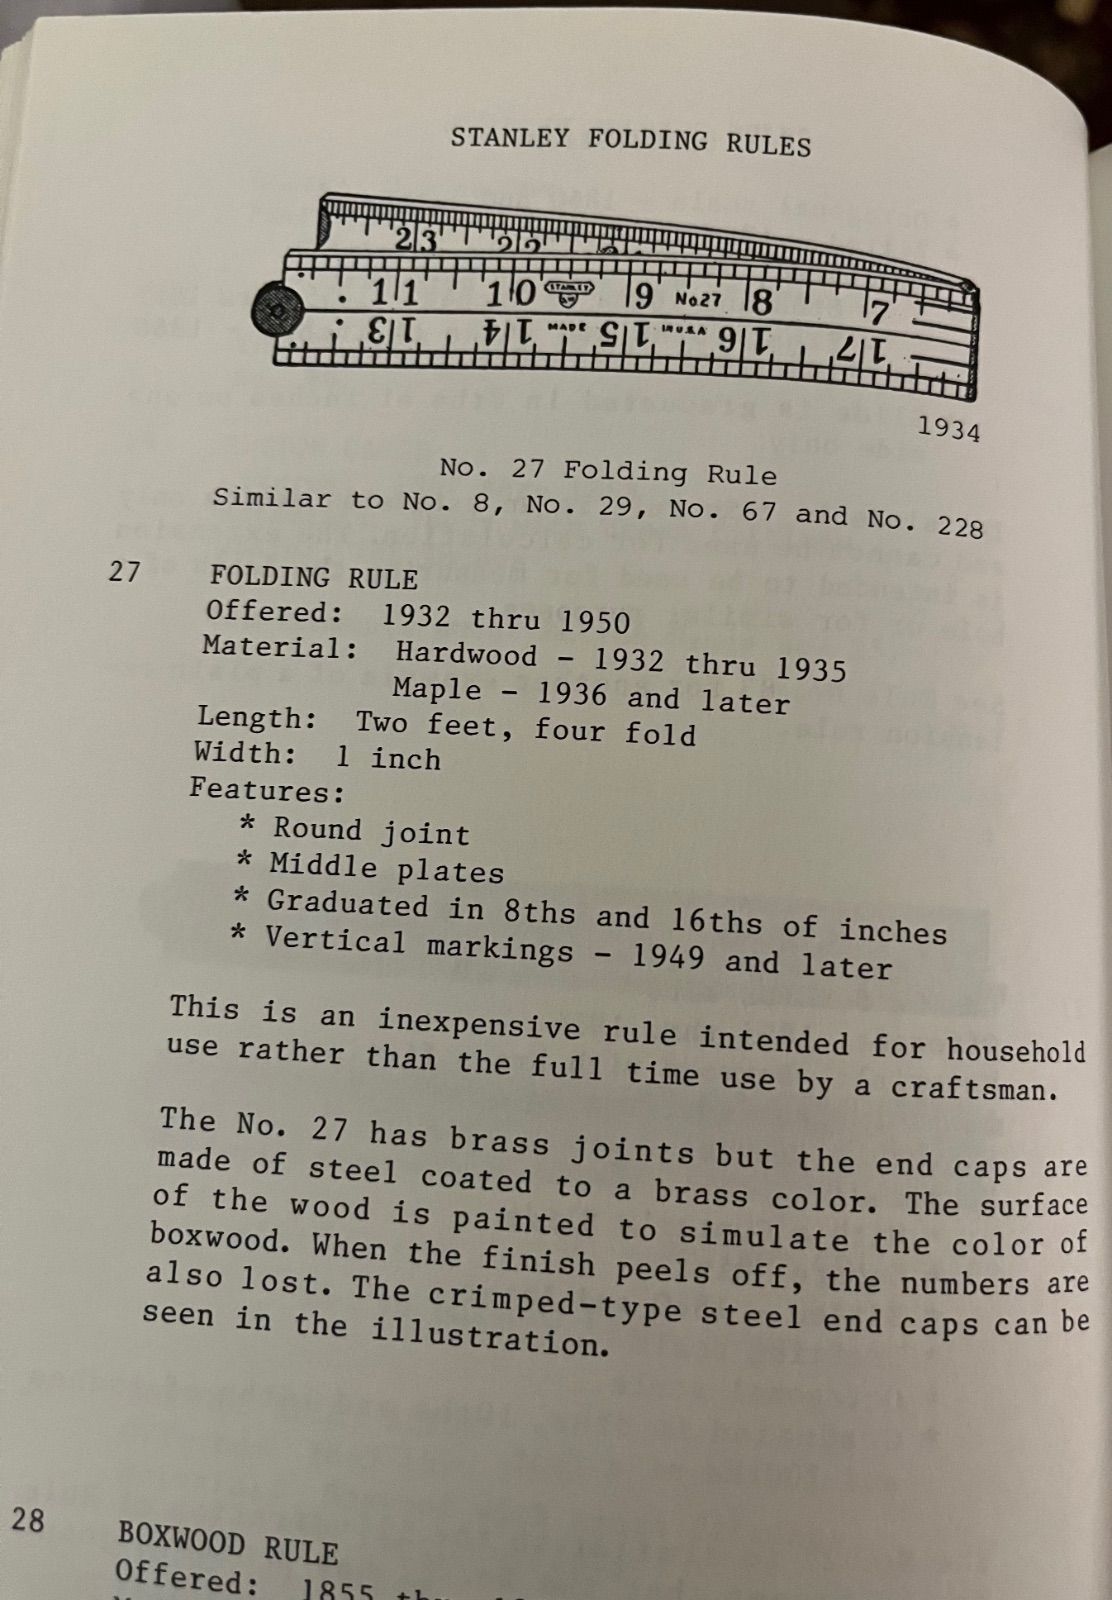 STANLEY FOLDING RULES
23 22
11 10 STANLEY 9 No27 8 7
13 14 MADE 15 IN U.S.A 16 17
1934
No. 27 Folding Rule
Similar to No. 8, No. 29, No. 67 and No. 228
27 FOLDING RULE
Offered: 1932 thru 1950
Material: Hardwood - 1932 thru 1935
Maple - 1936 and later
Length: Two feet, four fold
Width: 1 inch
Features:
* Round joint
* Middle plates
* Graduated in 8ths and 16ths of inches
* Vertical markings - 1949 and later
This is an inexpensive rule intended for household
use rather than the full time use by a craftsman.
The No. 27 has brass joints but the end caps are
made of steel coated to a brass color. The surface
of the wood is painted to simulate the color of
boxwood. When the finish peels off, the numbers are
also lost. The crimped-type steel end caps can be
seen in the illustration.
28 BOXWOOD RULE
Offered: 1855